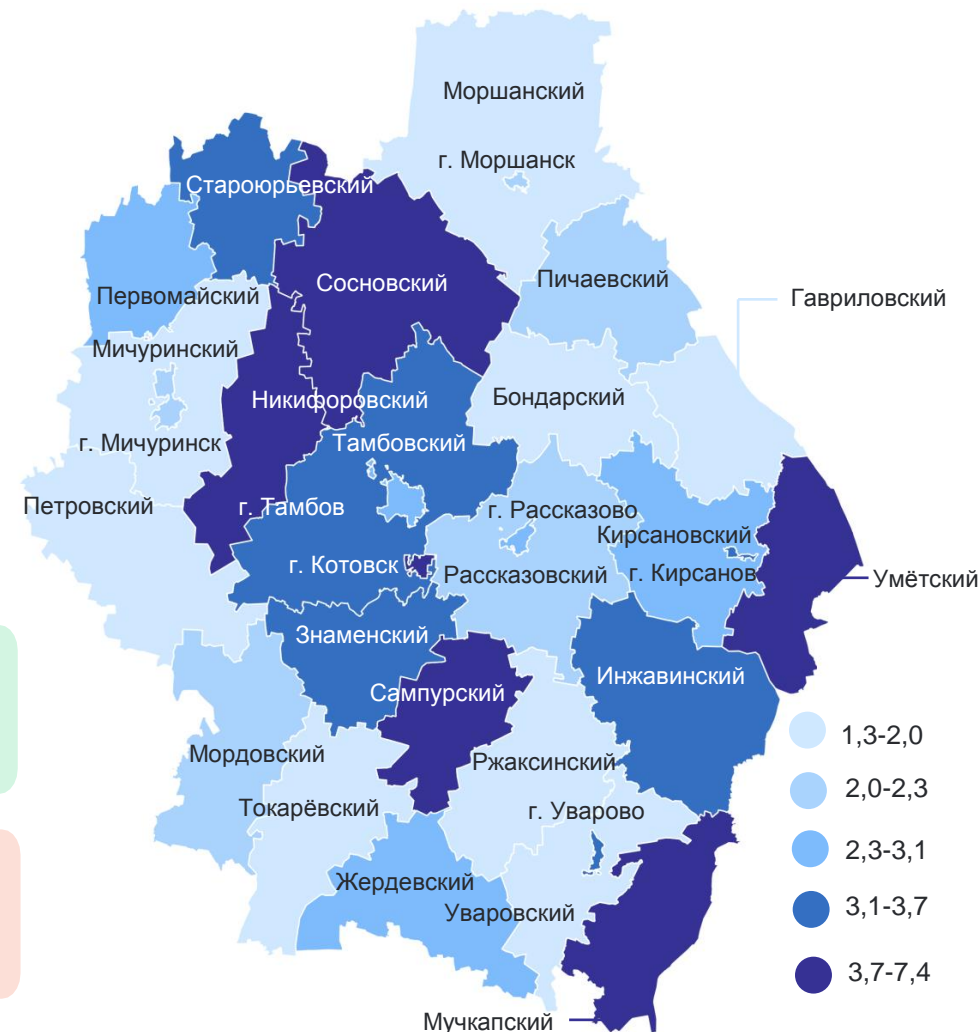 Моршанский
г. Моршанск
Староюрьевский
Сосновский
Пичаевский
Первомайский
Гавриловский
Мичуринский
Никифоровский
Бондарский
Тамбовский
г. Мичуринск
Петровский
г. Тамбов
г. Рассказово
Кирсановский
г. Котовск
Рассказовский
г. Кирсанов
Умётский
Знаменский
Инжавинский
Сампурский
Мордовский
Ржаксинский
Токарёвский
г. Уварово
Жердевский
Уваровский
Мучкапский
1,3-2,0
2,0-2,3
2,3-3,1
3,1-3,7
3,7-7,4